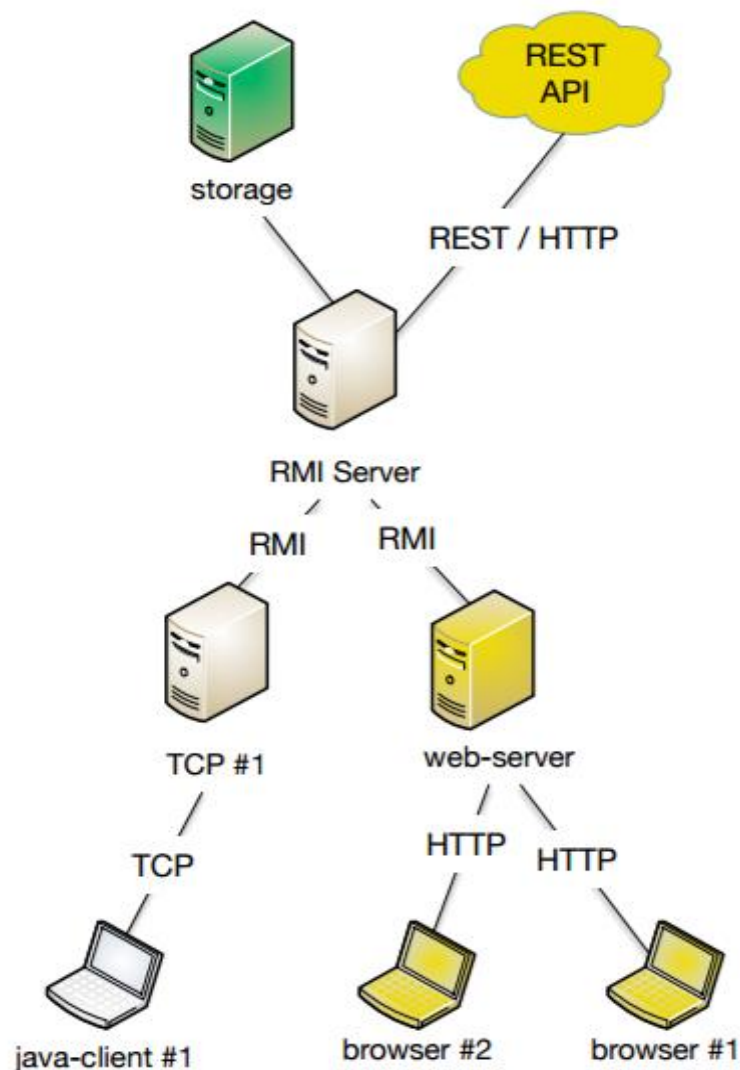 REST
API
storage
REST / HTTP
RMI Server
RMI
RMI
TCP #1
web-server
TCP
HTTP
HTTP
java-client #1
browser #2
browser #1